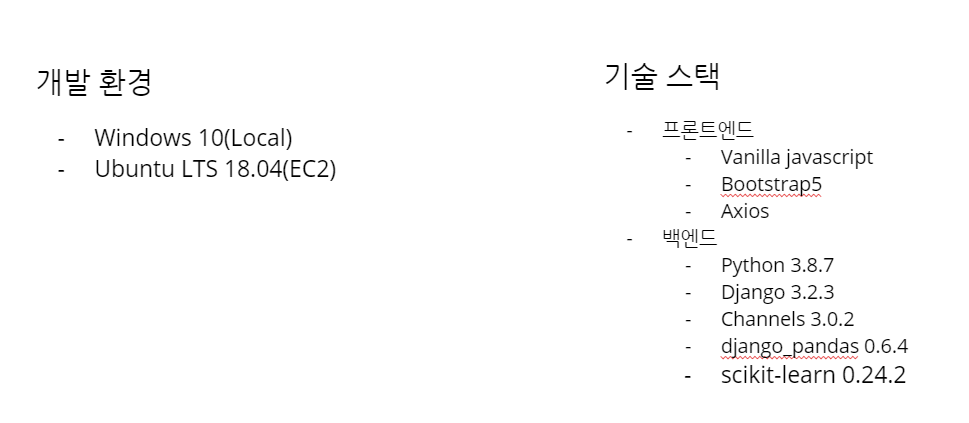 개발 환경
- Windows 10(Local)
- Ubuntu LTS 18.04(EC2)
기술 스택
- 프론트엔드
- Vanilla javascript
- Bootstrap5
- Axios
- 백엔드
- Python 3.8.7
- Django 3.2.3
- Channels 3.0.2
- django_pandas 0.6.4
- scikit-learn 0.24.2